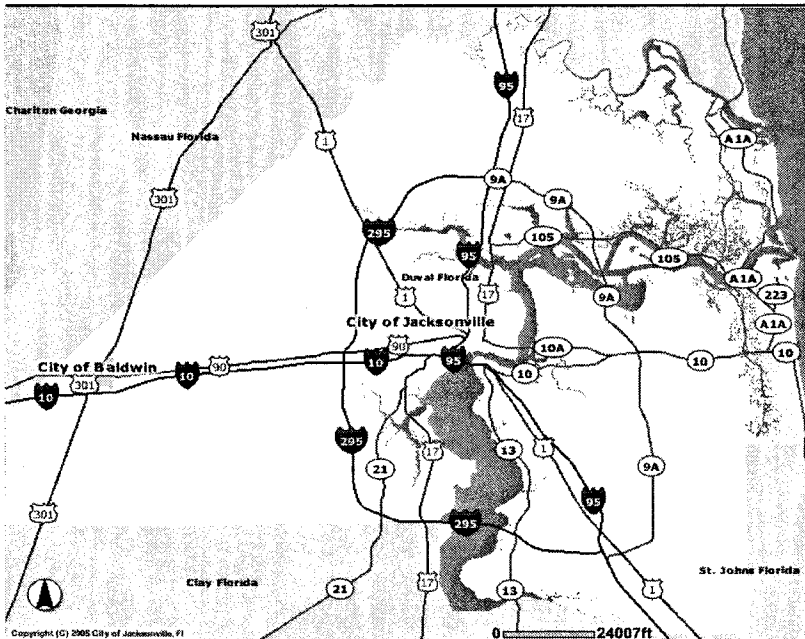 301
95
17
Charlton Georgia
Nassau Florida
1
A1A
9A
301
9A
295
105
95
105
Duval Florida
A1A
1
17
9A
223
City of Jacksonville
A1A
90
10A
City of Baldwin
90
10
95
10
10
301
10
10
10
295
17
13
1
21
9A
95
301
295
Clay Florida
St. Johns Florida
21
17
13
1
Copyright (C) 2005 City of Jacksonville, Fl
0 24007ft